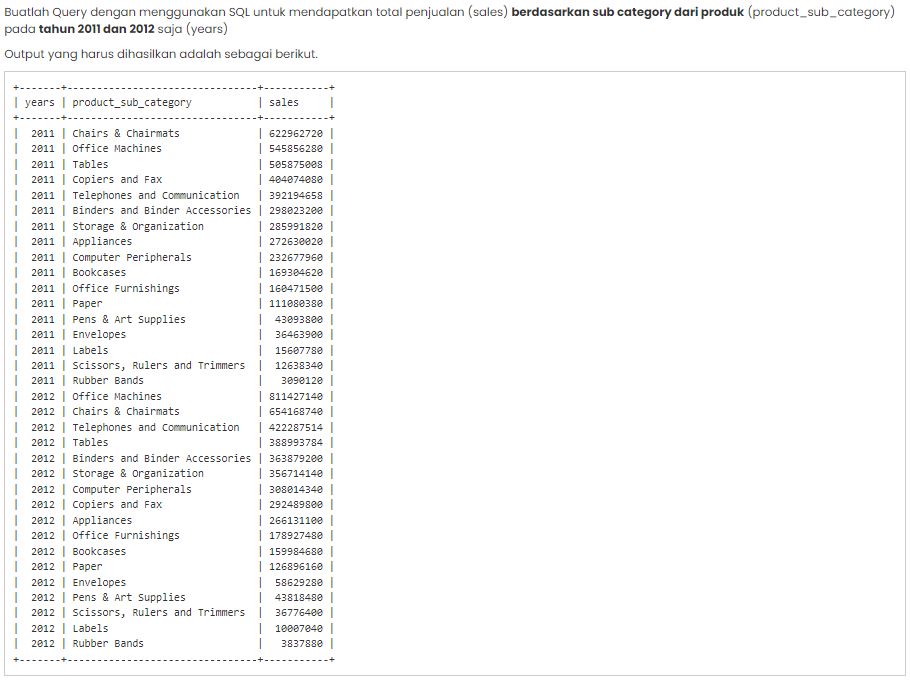 Buatlah Query dengan menggunakan SQL untuk mendapatkan total penjualan (sales) berdasarkan sub category dari produk (product_sub_category)
pada tahun 2011 dan 2012 saja (years)
Output yang harus dihasilkan adalah sebagai berikut.
+-------+--------------------------------+-----------+
| years | product_sub_category | sales |
+-------+--------------------------------+-----------+
| 2011 | Chairs & Chairmats | 622962720 |
| 2011 | Office Machines | 545856280 |
| 2011 | Tables | 505875008 |
| 2011 | Copiers and Fax | 404074080 |
| 2011 | Telephones and Communication | 392194658 |
| 2011 | Binders and Binder Accessories | 298023200 |
| 2011 | Storage & Organization | 285991820 |
| 2011 | Appliances | 272630020 |
| 2011 | Computer Peripherals | 232677960 |
| 2011 | Bookcases | 169304620 |
| 2011 | Office Furnishings | 160471500 |
| 2011 | Paper | 111080380 |
| 2011 | Pens & Art Supplies | 43093800 |
| 2011 | Envelopes | 36463900 |
| 2011 | Labels | 15607780 |
| 2011 | Scissors, Rulers and Trimmers | 12638340 |
| 2011 | Rubber Bands | 3090120 |
| 2012 | Office Machines | 811427140 |
| 2012 | Chairs & Chairmats | 654168740 |
| 2012 | Telephones and Communication | 422287514 |
| 2012 | Tables | 388993784 |
| 2012 | Binders and Binder Accessories | 363879200 |
| 2012 | Storage & Organization | 356714140 |
| 2012 | Computer Peripherals | 308014340 |
| 2012 | Copiers and Fax | 292489800 |
| 2012 | Appliances | 266131100 |
| 2012 | Office Furnishings | 178927480 |
| 2012 | Bookcases | 159984680 |
| 2012 | Paper | 126896160 |
| 2012 | Envelopes | 58629280 |
| 2012 | Pens & Art Supplies | 43818480 |
| 2012 | Scissors, Rulers and Trimmers | 36776400 |
| 2012 | Labels | 10007040 |
| 2012 | Rubber Bands | 3837880 |
+-------+--------------------------------+-----------+